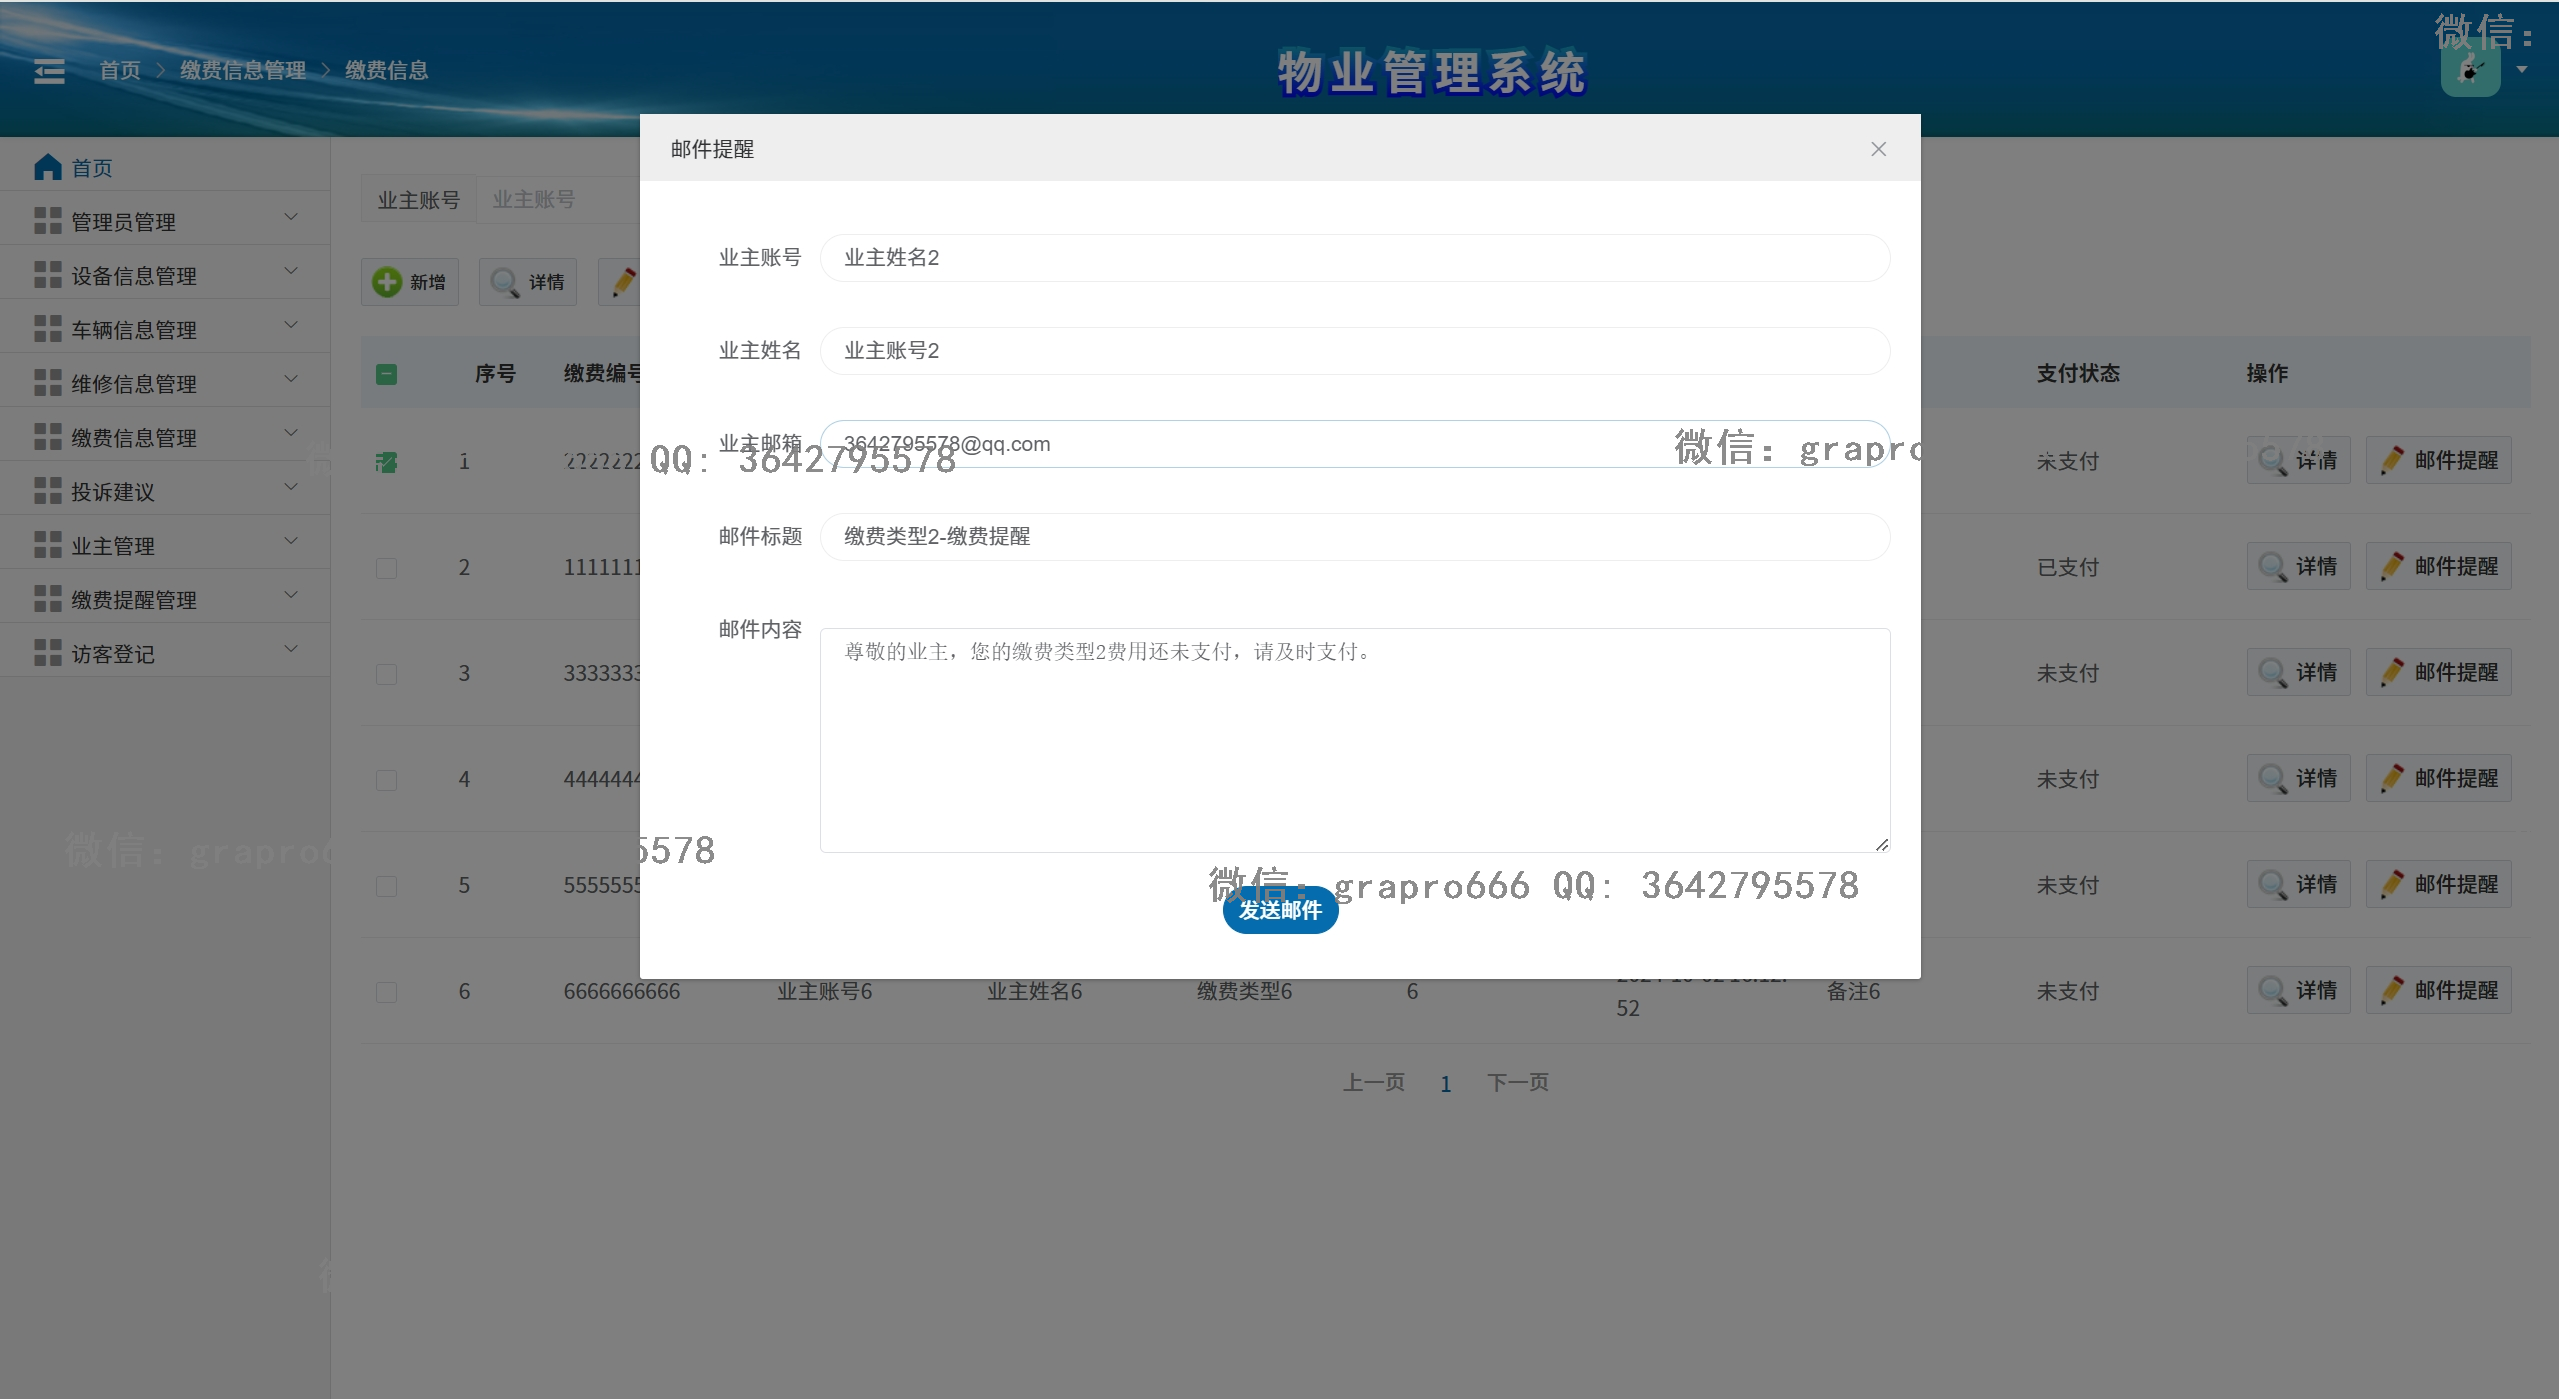 首页 > 缴费信息管理 > 缴费信息
物业管理系统
微信：
首页
管理员管理
设备信息管理
车辆信息管理
维修信息管理
缴费信息管理
投诉建议
业主管理
缴费提醒管理
访客登记
业主账号 业主账号
新增 详情
邮件提醒
业主账号 业主姓名2
业主姓名 业主账号2
业主邮箱 3642795578@qq.com
邮件标题 缴费类型2-缴费提醒
邮件内容 尊敬的业主，您的缴费类型2费用还未支付，请及时支付。
发送邮件
QQ: 3642795578
微信: grapro
5578
微信: grapro666 QQ: 3642795578
微信: grapro6
序号 缴费编号 支付状态 操作
1 2222222 未支付 详情 邮件提醒
2 1111111 已支付 详情 邮件提醒
3 3333333 未支付 详情 邮件提醒
4 4444444 未支付 详情 邮件提醒
5 5555555 未支付 详情 邮件提醒
6 6666666666 业主账号6 业主姓名6 缴费类型6 6 52 备注6 未支付 详情 邮件提醒
上一页 1 下一页